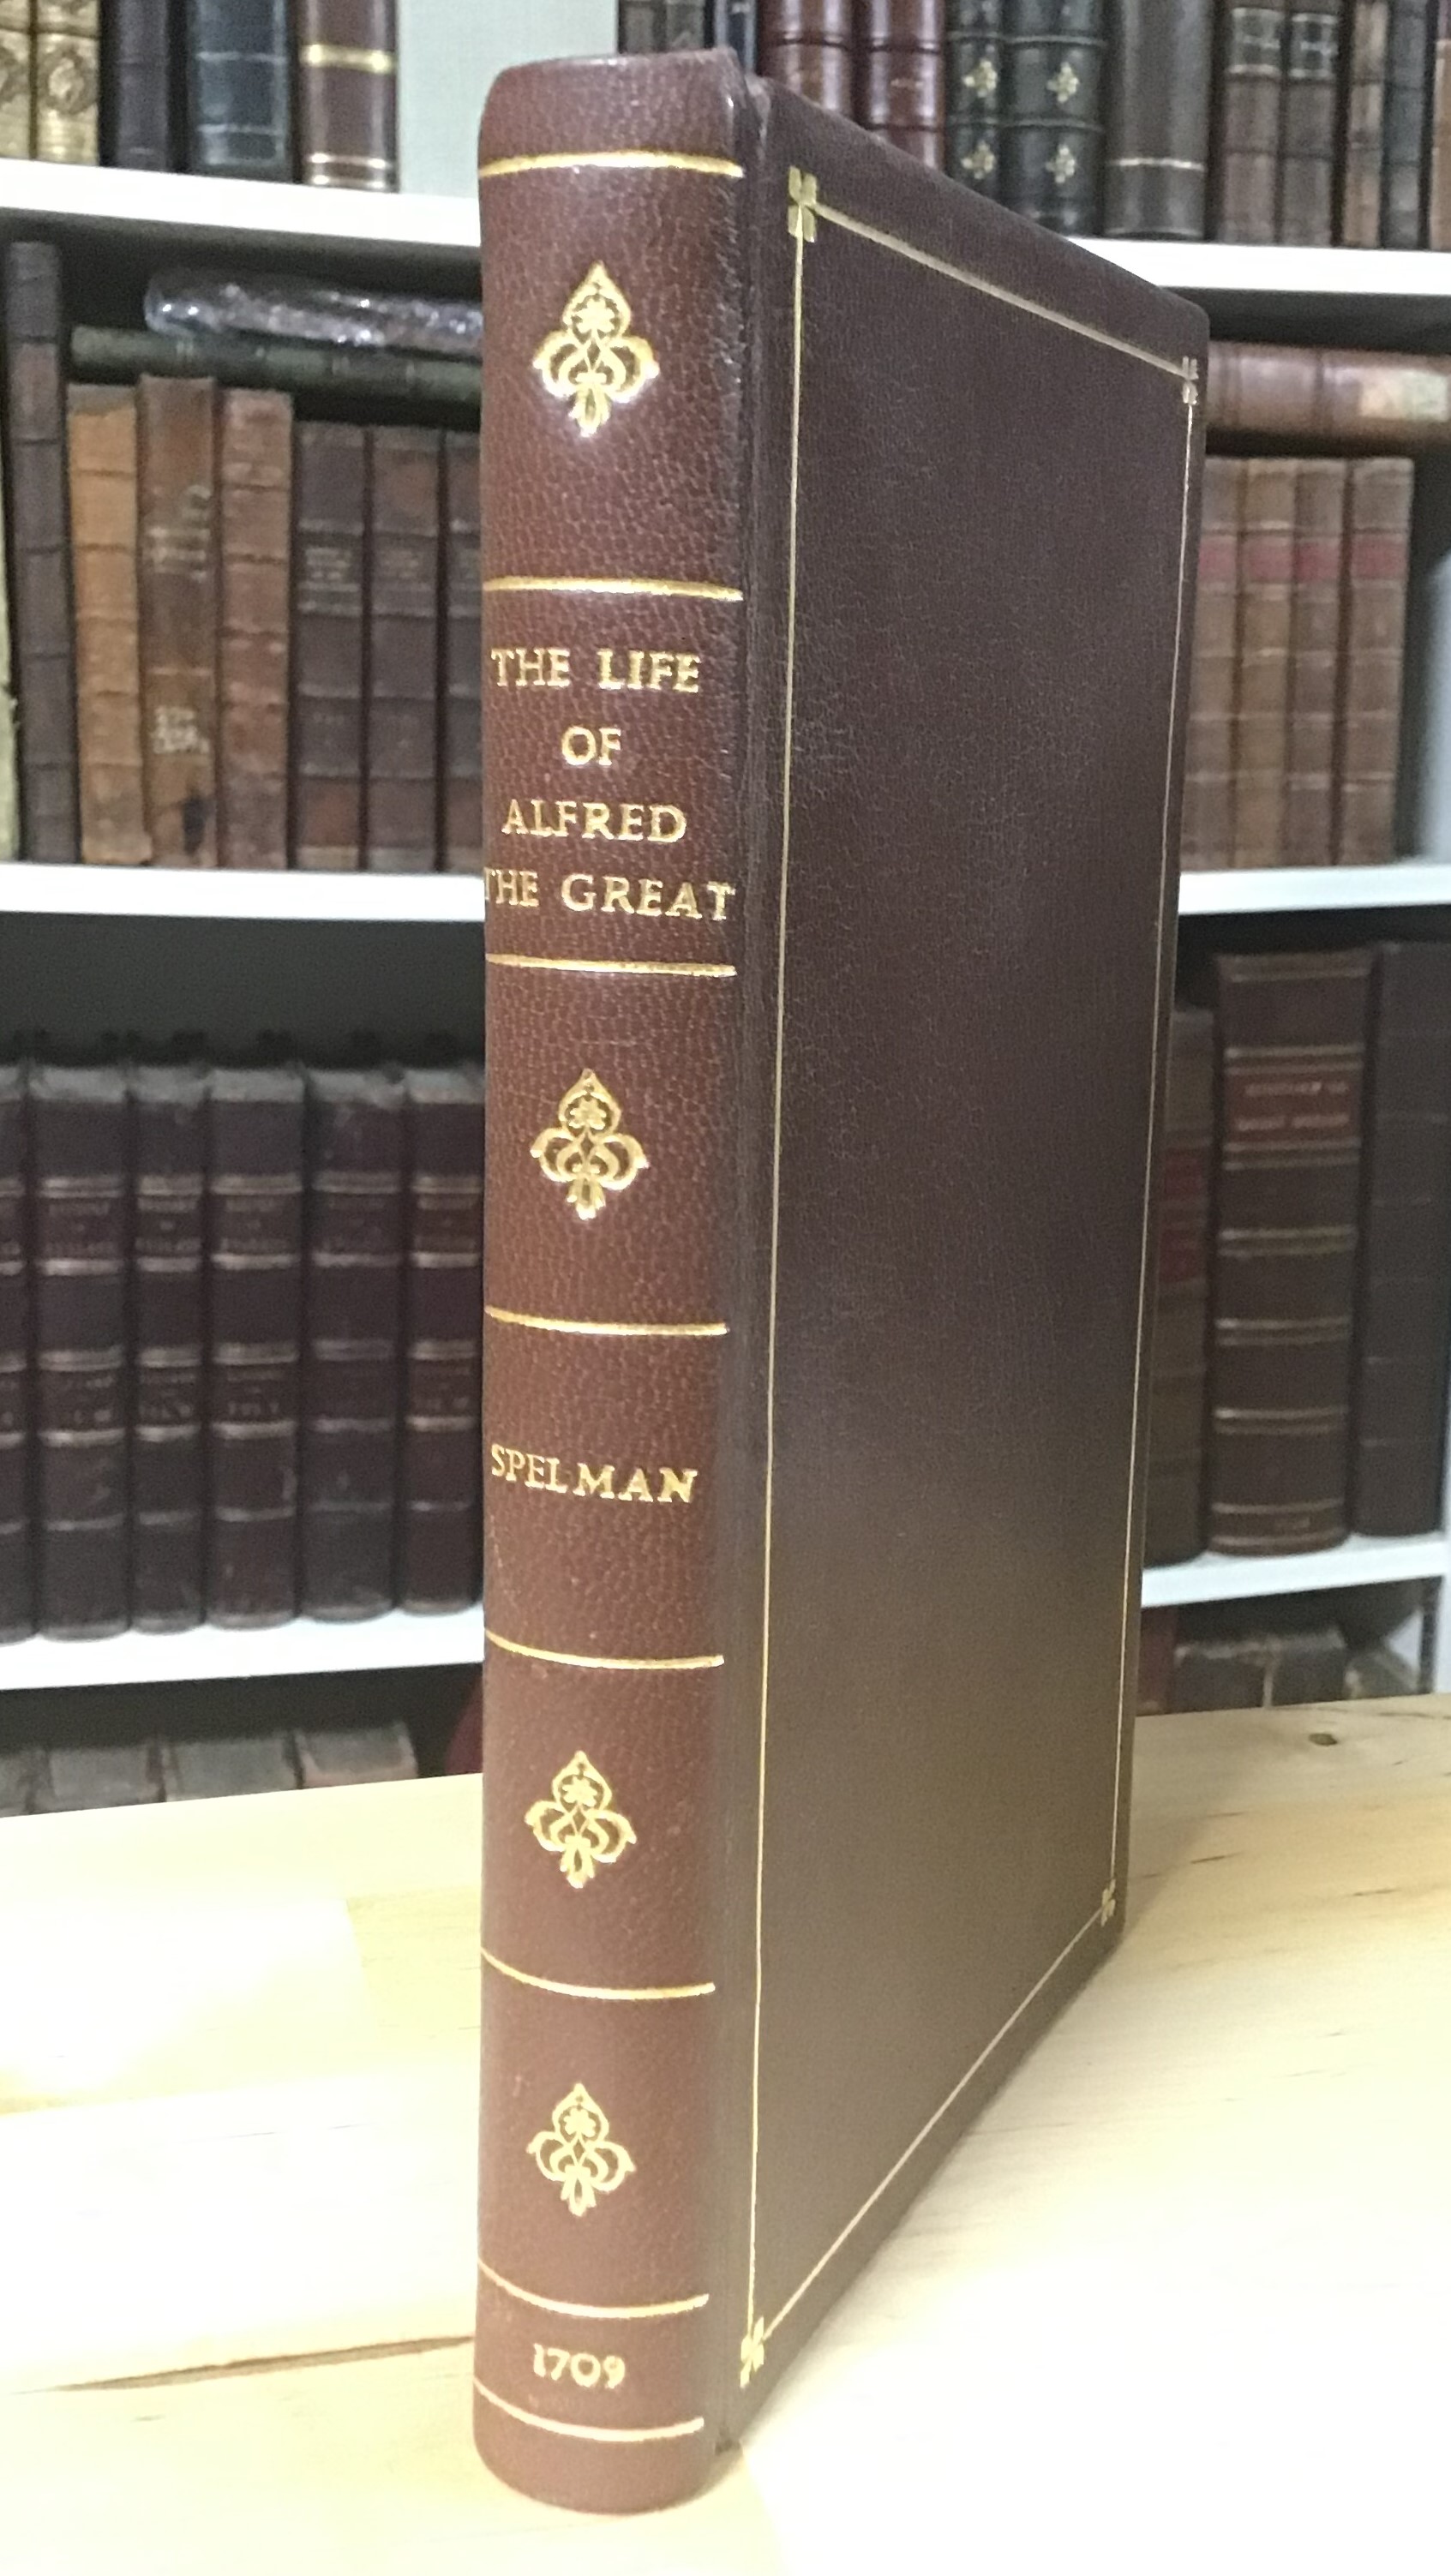 THE LIFE
OF
ALFRED
THE GREAT
SPELMAN
1709